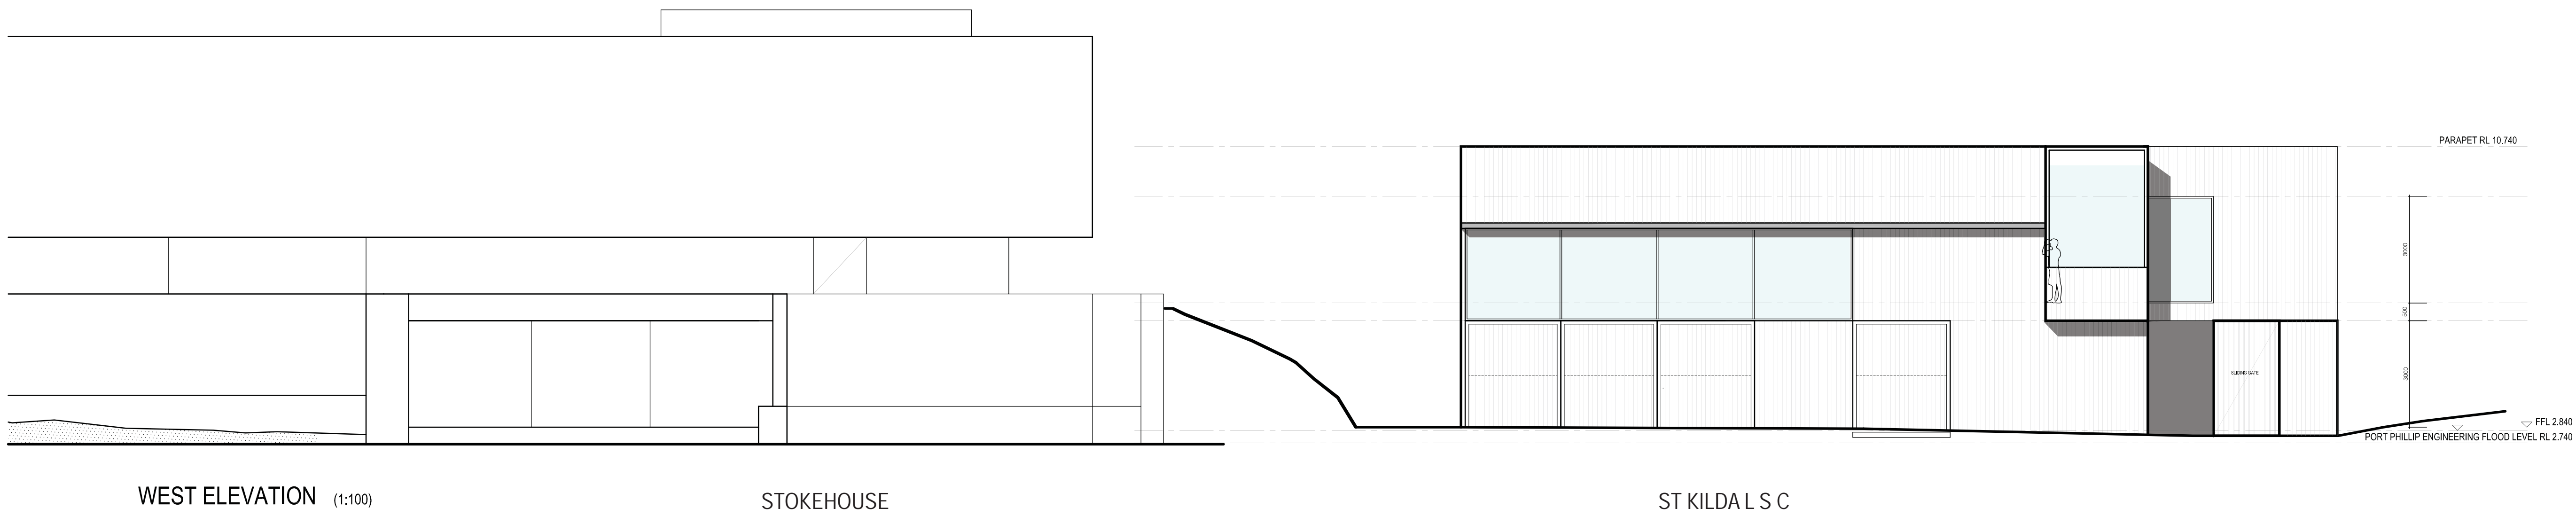 PARAPET RL 10.740
3000
500
3000
SLIDING GATE
FFL 2.840
PORT PHILLIP ENGINEERING FLOOD LEVEL RL 2.740
WEST ELEVATION (1:100)
STOKEHOUSE
ST KILDA L S C